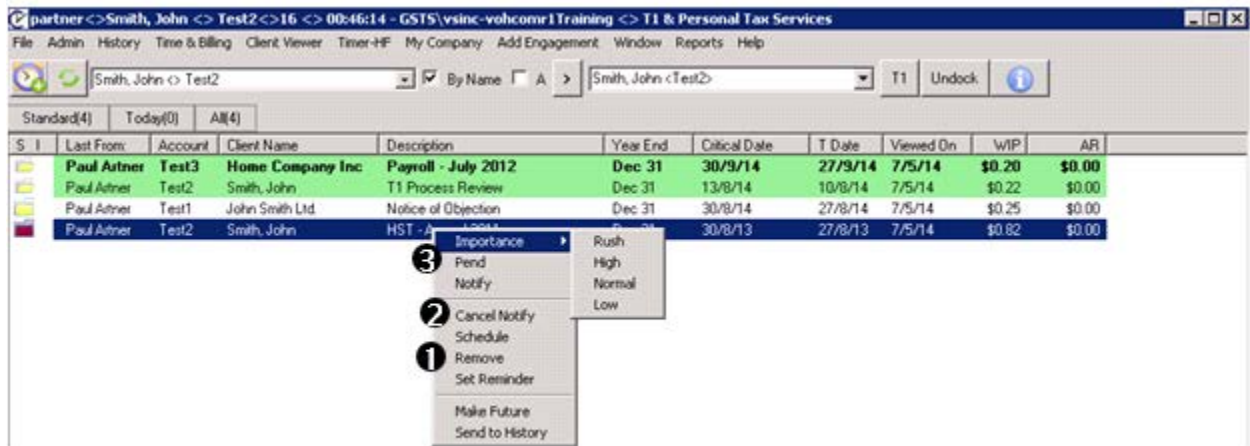 partner<>Smith, John <> Test2<>16 <> 00:46:14 - GSTS\vsinc-vohcomr1Training <> T1 & Personal Tax Services
File Admin History Time & Billing Client Viewer Timer-HF My Company Add Engagement Window Reports Help
Smith, John <> Test2 By Name A > Smith, John <Test2> T1 Undock
Standard(4) Today(0) All(4)
S I Last From: Account Client Name Description Year End Critical Date T Date Viewed On WIP AR
Paul Artner Test3 Home Company Inc Payroll - July 2012 Dec 31 30/9/14 27/9/14 7/5/14 $0.20 $0.00
Paul Artner Test2 Smith, John T1 Process Review Dec 31 13/8/14 10/8/14 7/5/14 $0.22 $0.00
Paul Artner Test1 John Smith Ltd Notice of Objection Dec 31 30/8/14 27/8/14 7/5/14 $0.25 $0.00
Paul Artner Test2 Smith, John HST - 30/8/13 27/8/13 7/5/14 $0.82 $0.00
Importance Rush
3 Pend High
Notify Normal
Low
2 Cancel Notify
Schedule
1 Remove
Set Reminder
Make Future
Send to History